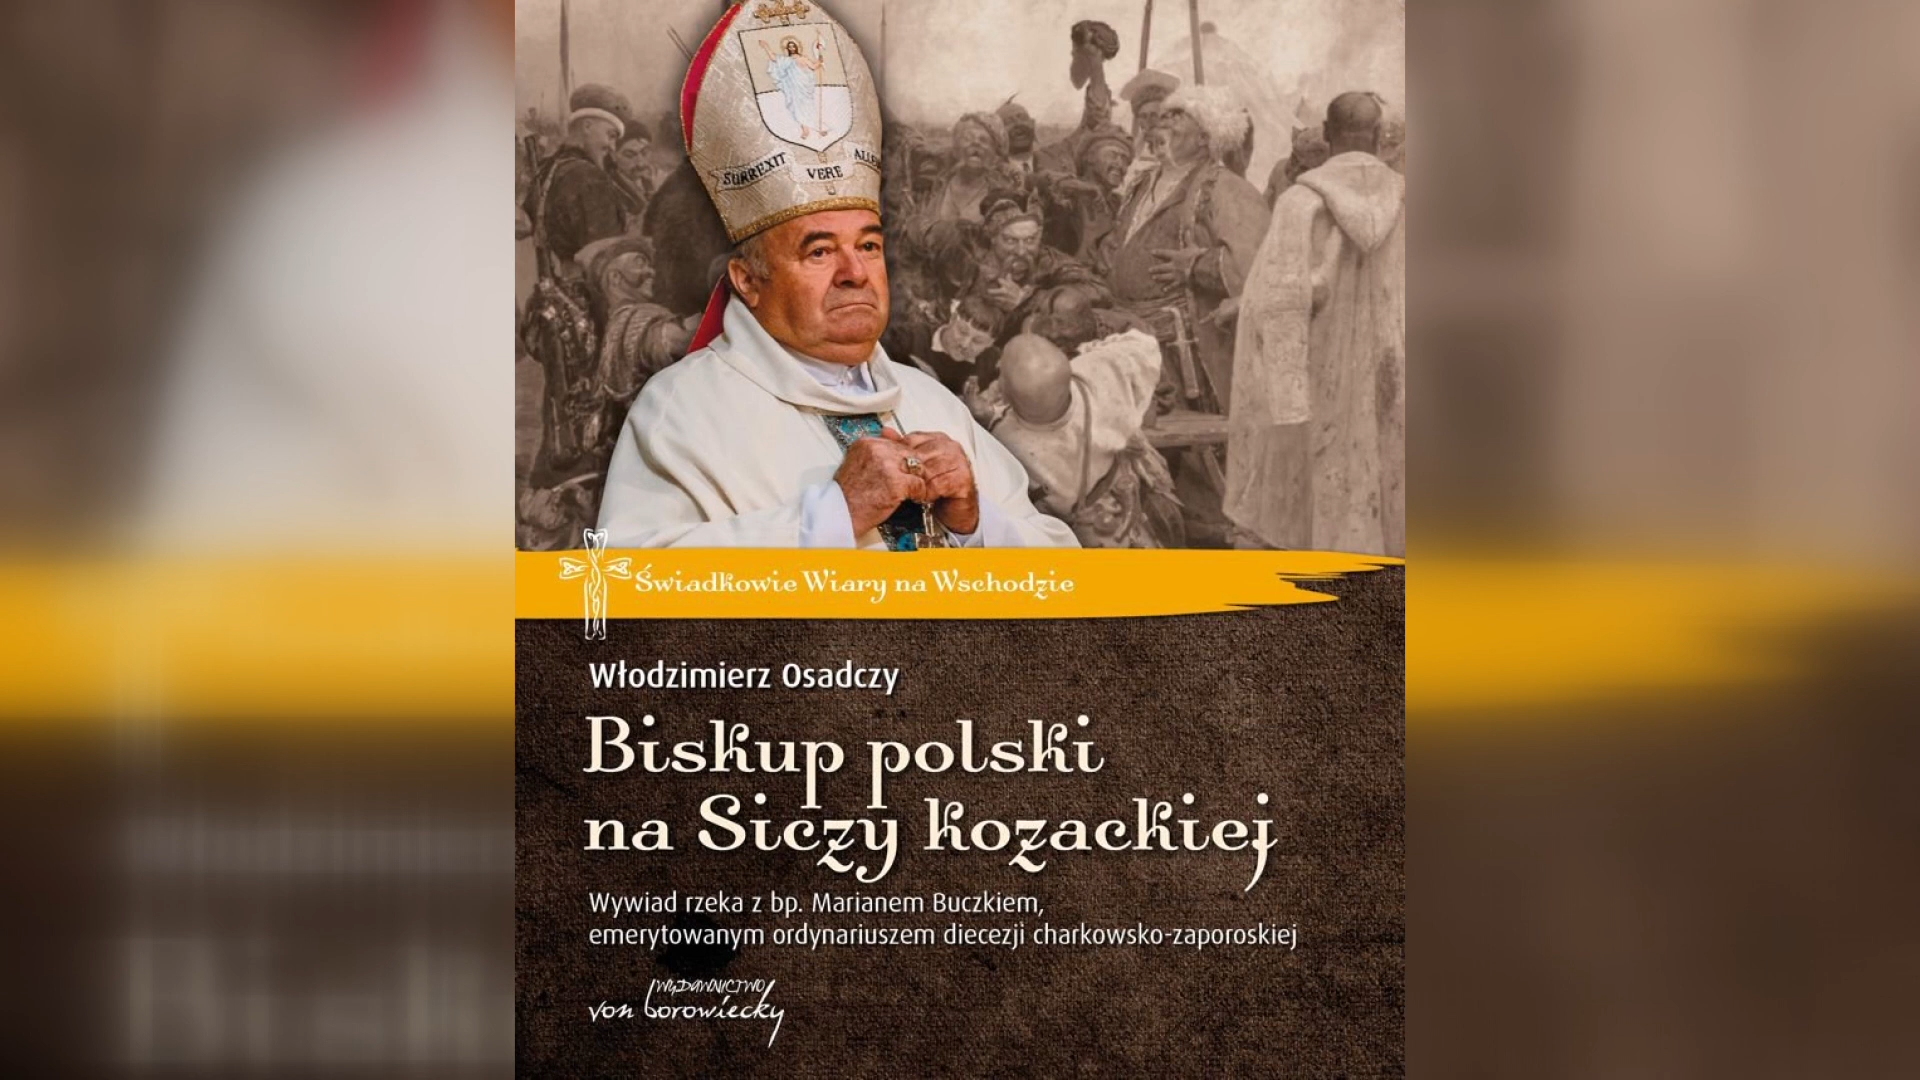 SURREXIT VERE
Świadkowie Wiary na Wschodzie
Włodzimierz Osadczy
Biskup polski
na Siczy kozackiej
Wywiad rzeka z bp. Marianem Buczkiem,
emerytowanym ordynariuszem diecezji charkowsko-zaporoskiej
WYDAWNICTWO
von borowiecky